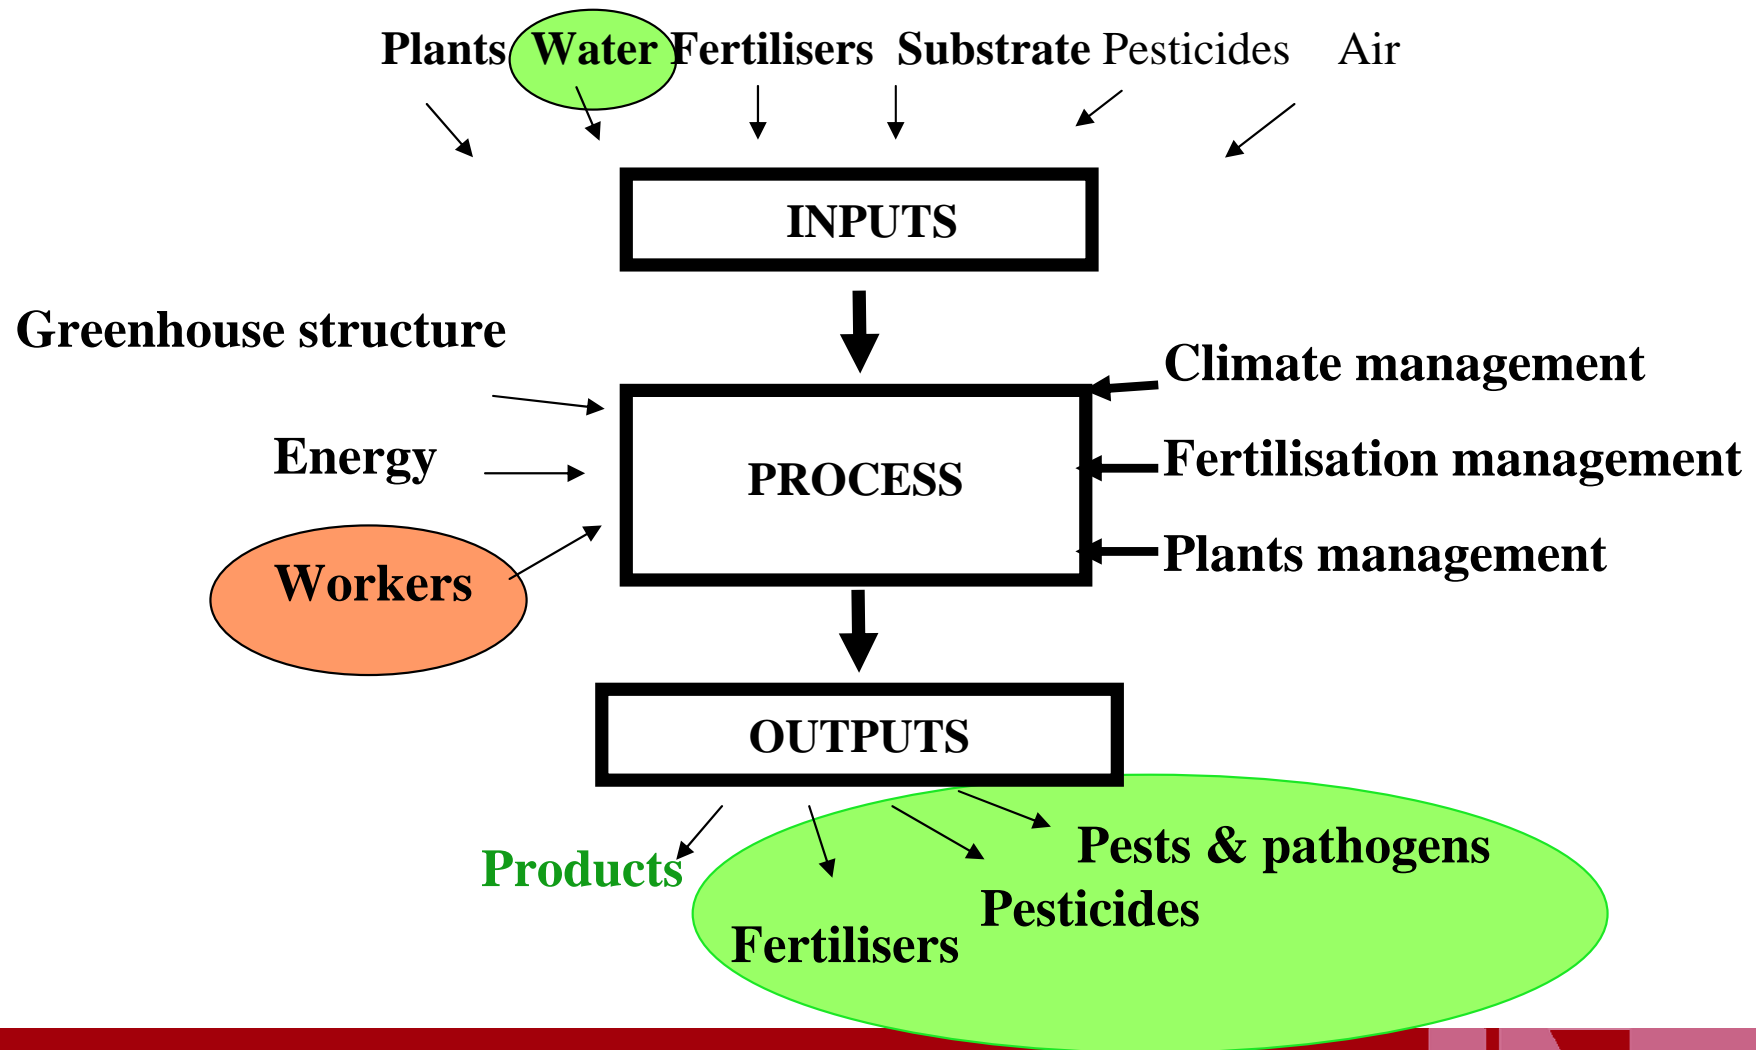 Plants Water Fertilisers Substrate Pesticides Air
INPUTS
Greenhouse structure
Climate management
Energy
PROCESS
Fertilisation management
Workers
Plants management
OUTPUTS
Products
Pests & pathogens
Pesticides
Fertilisers